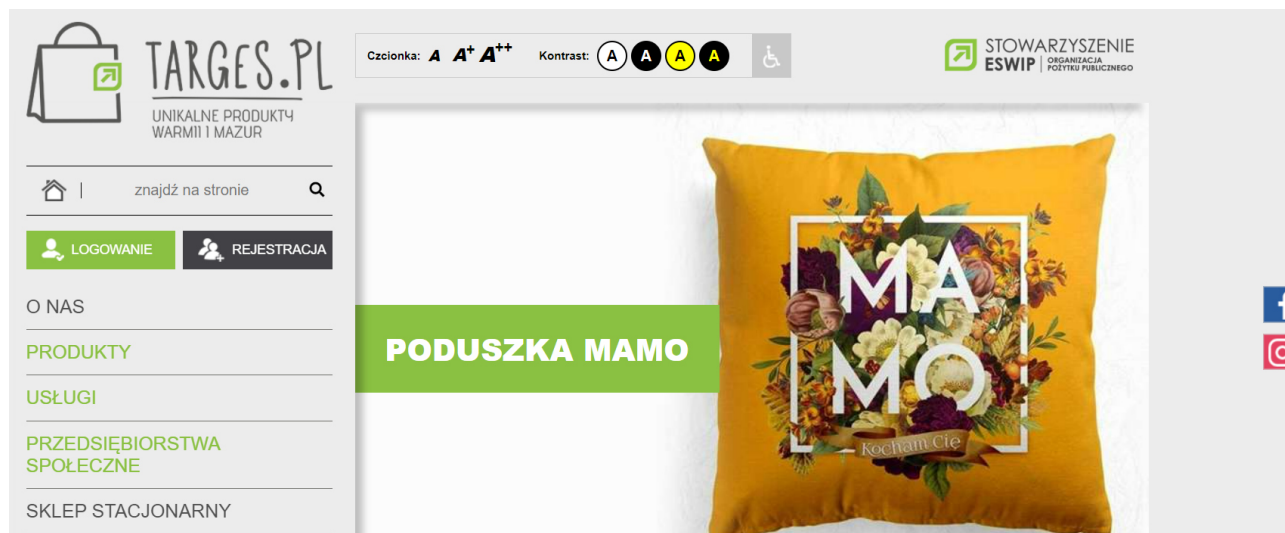 TARGES.PL
UNIKALNE PRODUKTY
WARMII I MAZUR
znajdź na stronie
LOGOWANIE
REJESTRACJA
O NAS
PRODUKTY
USŁUGI
PRZEDSIĘBIORSTWA
SPOŁECZNE
SKLEP STACJONARNY
Czcionka: A A+ A++ Kontrast: A A A A
STOWARZYSZENIE
ESWIP | ORGANIZACJA
POŻYTKU PUBLICZNEGO
PODUSZKA MAMO
MA
MO
Kocham Cię